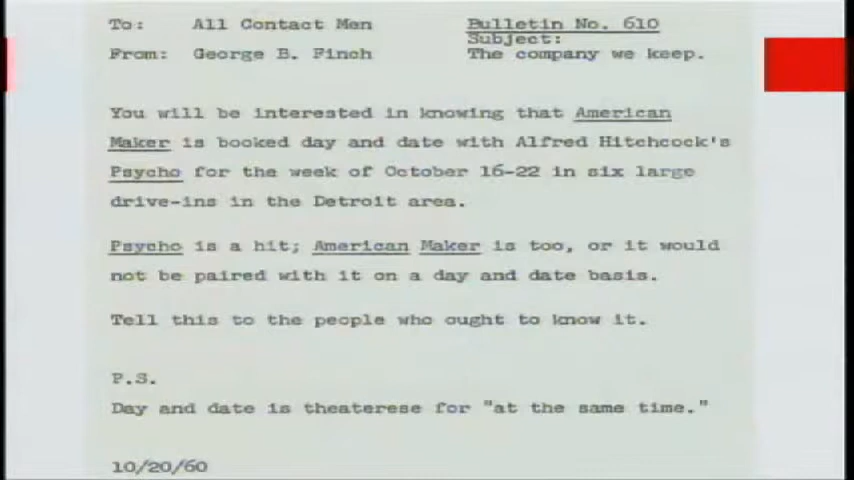 To: All Contact Men Bulletin No. 610
Subject:
From: George B. Finch The company we keep.
You will be interested in knowing that American
Maker is booked day and date with Alfred Hitchcock's
Psycho for the week of October 16-22 in six large
drive-ins in the Detroit area.
Psycho is a hit; American Maker is too, or it would
not be paired with it on a day and date basis.
Tell this to the people who ought to know it.
P.S.
Day and date is theaterese for "at the same time."
10/20/60